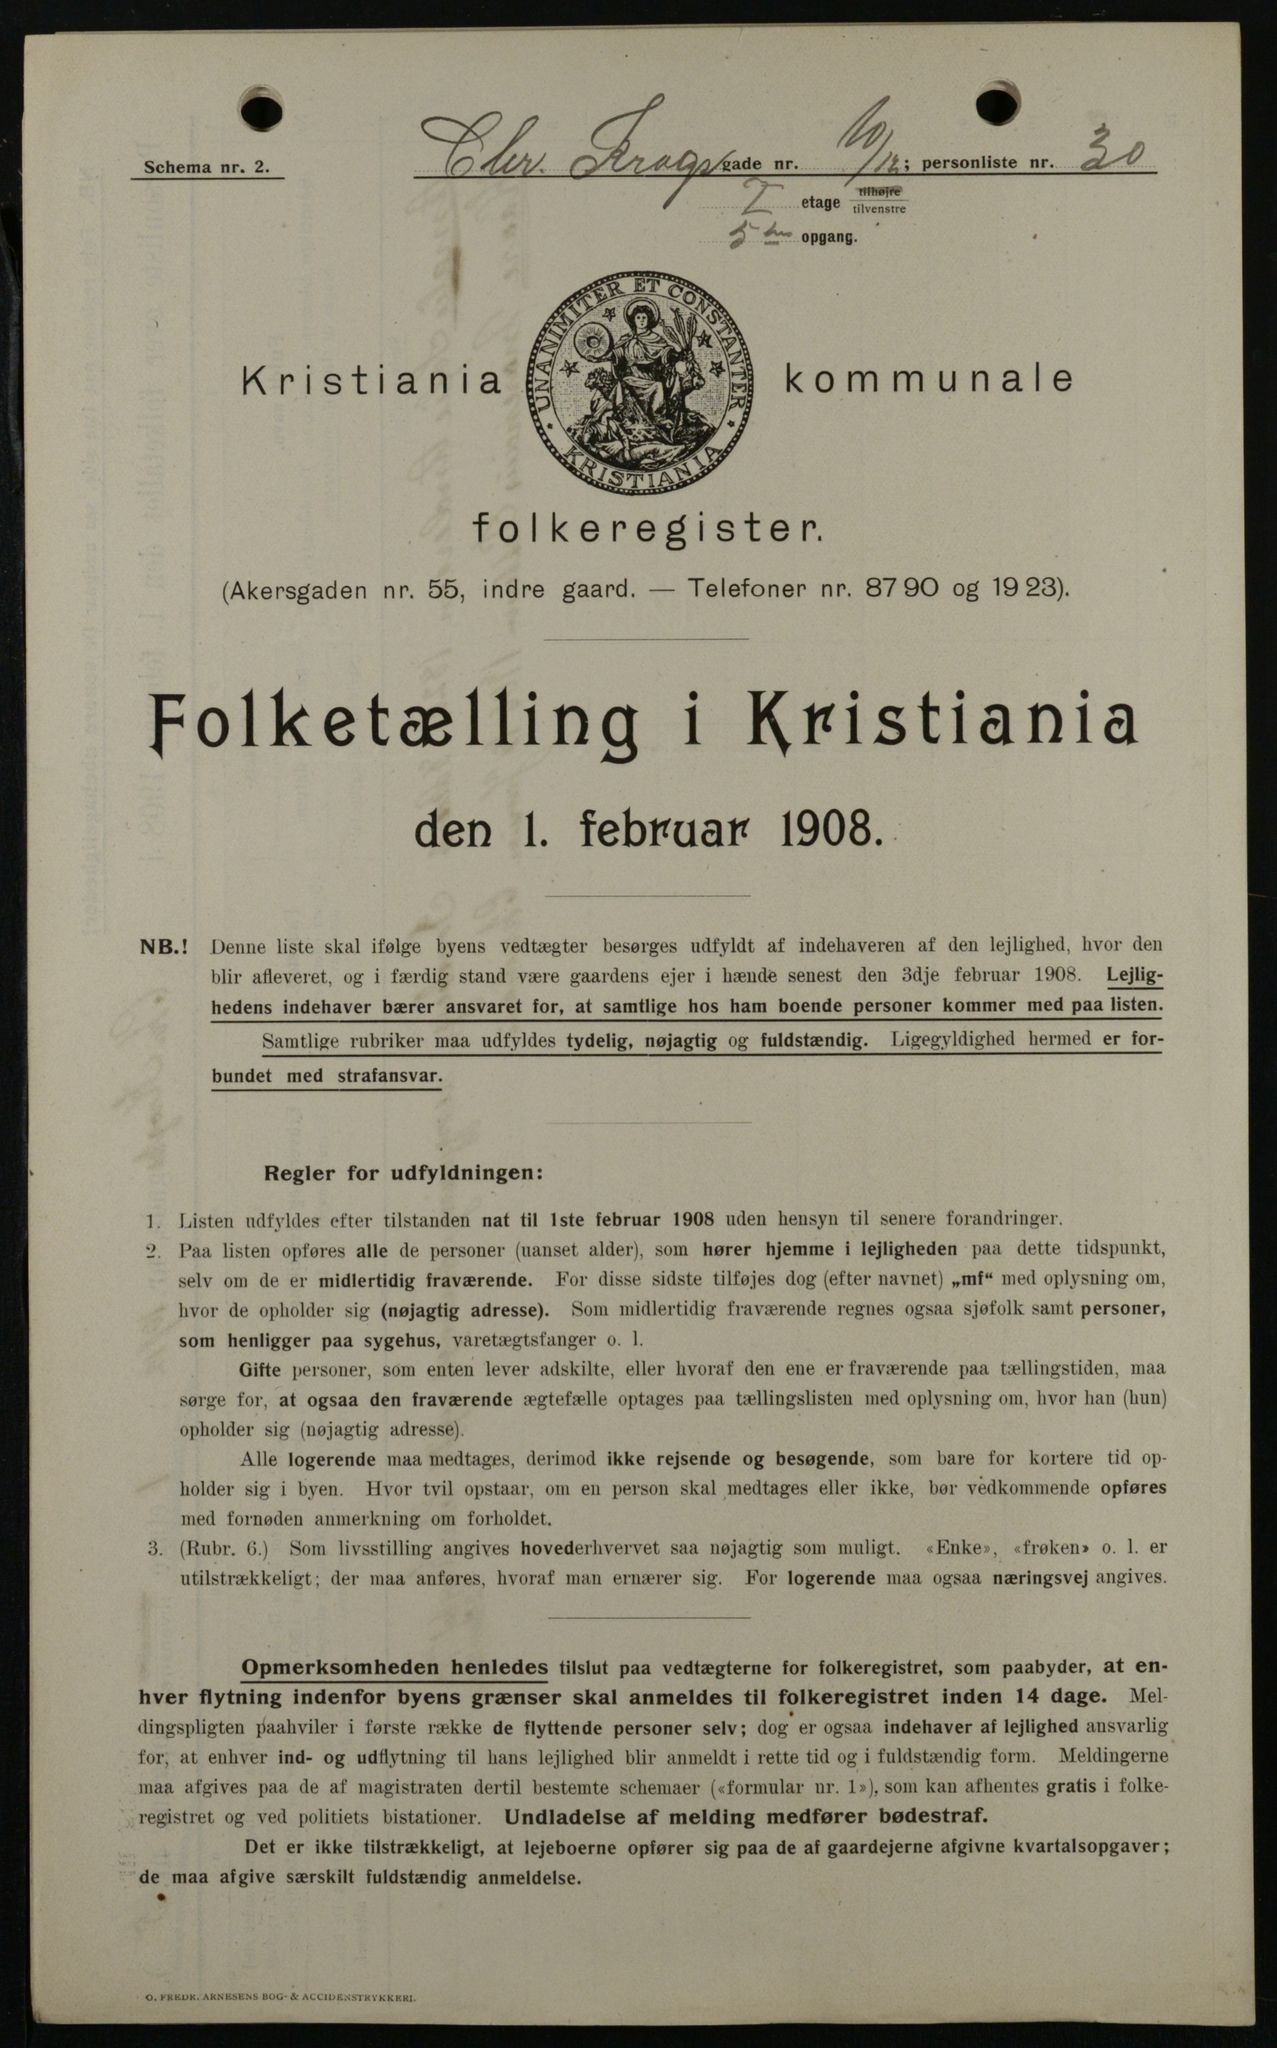 Schema nr. 2.
Chr. Krogs gade nr. 10/12; personliste nr. 30
I etage tilhøjre
tilvenstre
5 opgang.
UNANIMITER ET CONSTANTER
KRISTIANIA
Kristiania kommunale
folkeregister.
(Akersgaden nr. 55, indre gaard. — Telefoner nr. 8790 og 1923).
Folketælling i Kristiania
den 1. februar 1908.
NB.! Denne liste skal ifølge byens vedtægter besørges udfyldt af indehaveren af den lejlighed, hvor den
blir afleveret, og i færdig stand være gaardens ejer i hænde senest den 3dje februar 1908. Lejlig-
hedens indehaver bærer ansvaret for, at samtlige hos ham boende personer kommer med paa listen.
Samtlige rubriker maa udfyldes tydelig, nøjagtig og fuldstændig. Ligegyldighed hermed er for-
bundet med strafansvar.
Regler for udfyldningen:
1. Listen udfyldes efter tilstanden nat til 1ste februar 1908 uden hensyn til senere forandringer.
2. Paa listen opføres alle de personer (uanset alder), som hører hjemme i lejligheden paa dette tidspunkt,
selv om de er midlertidig fraværende. For disse sidste tilføjes dog (efter navnet) „mf“ med oplysning om,
hvor de opholder sig (nøjagtig adresse). Som midlertidig fraværende regnes ogsaa sjøfolk samt personer,
som henligger paa sygehus, varetægtsfanger o. l.
Gifte personer, som enten lever adskilte, eller hvoraf den ene er fraværende paa tællingstiden, maa
sørge for, at ogsaa den fraværende ægtefælle optages paa tællingslisten med oplysning om, hvor han (hun)
opholder sig (nøjagtig adresse).
Alle logerende maa medtages, derimod ikke rejsende og besøgende, som bare for kortere tid op-
holder sig i byen. Hvor tvil opstaar, om en person skal medtages eller ikke, bør vedkommende opføres
med fornøden anmerkning om forholdet.
3. (Rubr. 6.) Som livsstilling angives hovederhvervet saa nøjagtig som muligt. «Enke», «frøken» o. l. er
utilstrækkeligt; der maa anføres, hvoraf man ernærer sig. For logerende maa ogsaa næringsvej angives.
Opmerksomheden henledes tilslut paa vedtægterne for folkeregistret, som paabyder, at en-
hver flytning indenfor byens grænser skal anmeldes til folkeregistret inden 14 dage. Mel-
dingspligten paahviler i første række de flyttende personer selv; dog er ogsaa indehaver af lejlighed ansvarlig
for, at enhver ind- og udflytning til hans lejlighed blir anmeldt i rette tid og i fuldstændig form. Meldingerne
maa afgives paa de af magistraten dertil bestemte schemaer («formular nr. 1»), som kan afhentes gratis i folke-
registret og ved politiets bistationer. Undladelse af melding medfører bødestraf.
Det er ikke tilstrækkeligt, at lejeboerne opfører sig paa de af gaardejerne afgivne kvartalsopgaver;
de maa afgive særskilt fuldstændig anmeldelse.
O. FREDK. ARNESENS BOG- & ACCIDENSTRYKKERI.